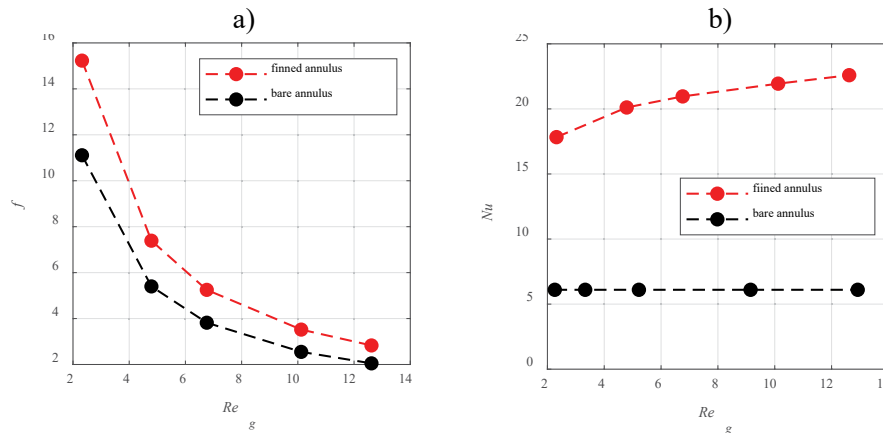 a)
16
14
12
10
8
6
4
2
2 4 6 8 10 12 14
f
Re
g
finned annulus
bare annulus
b)
25
20
15
10
5
0
2 4 6 8 10 12
Nu
Re
g
fiined annulus
bare annulus